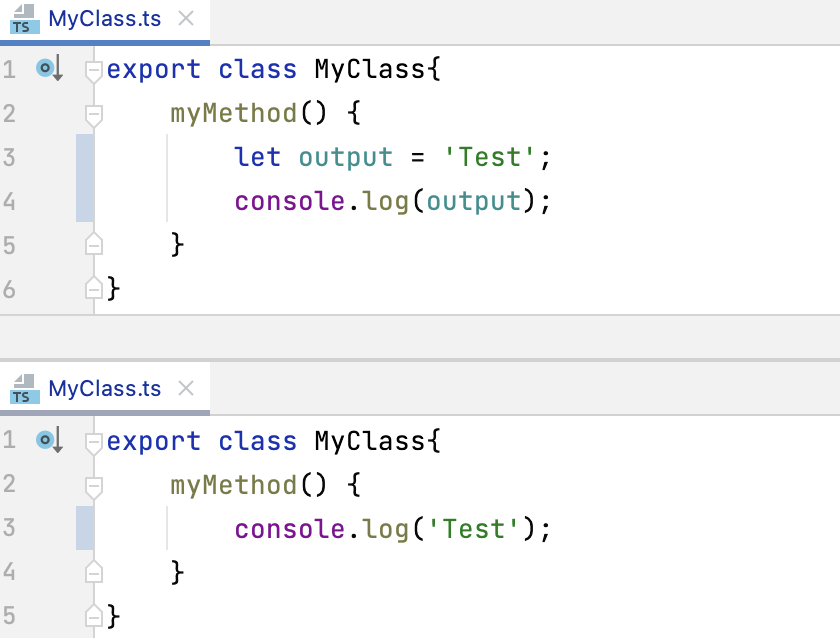 TS MyClass.ts
1 export class MyClass{
2 myMethod() {
3 let output = 'Test';
4 console.log(output);
5 }
6 }
TS MyClass.ts
1 export class MyClass{
2 myMethod() {
3 console.log('Test');
4 }
5 }